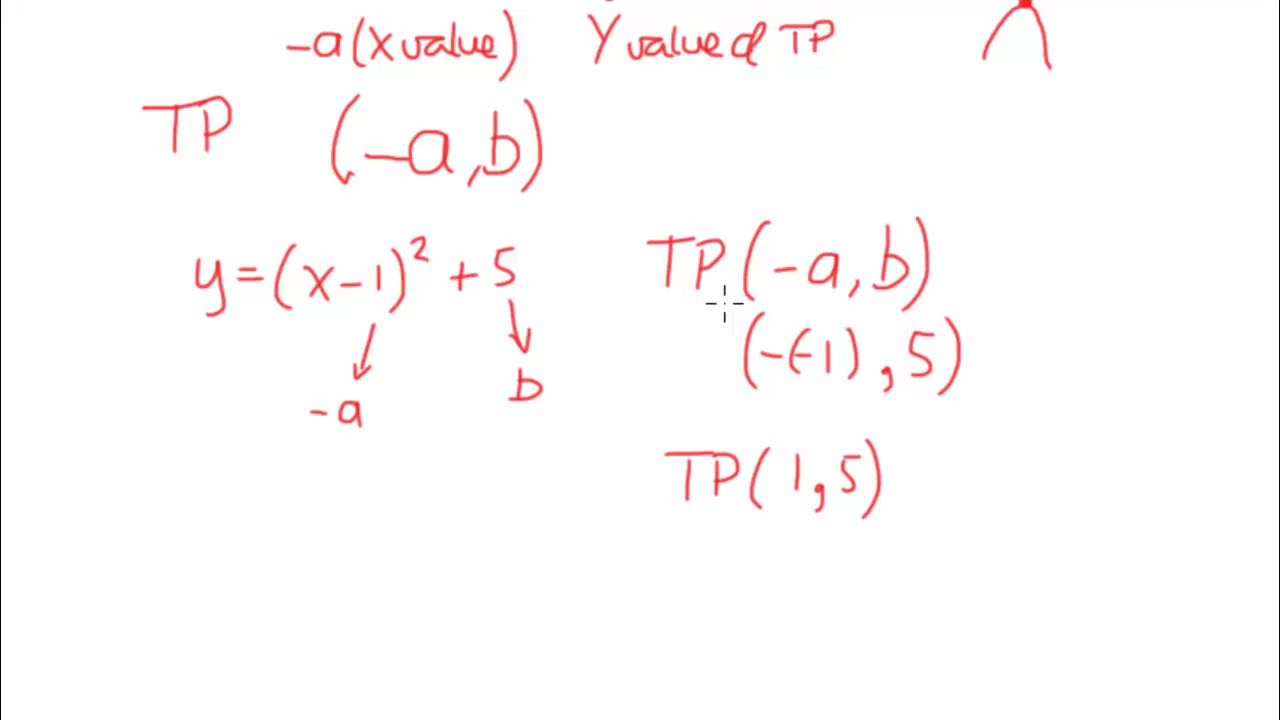 -a(x value) Y value of TP
TP (-a,b)
y=(x-1)² +5
-a
b
TP(-a,b)
(-(-1),5)
TP(1,5)